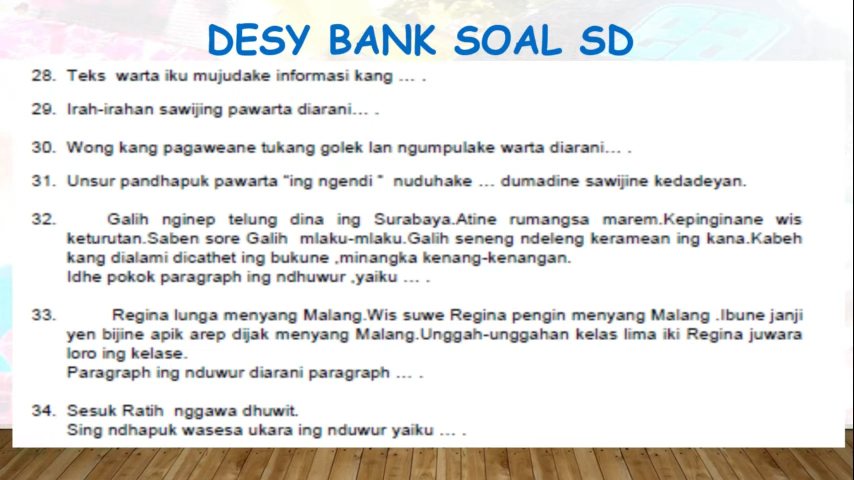 DESY BANK SOAL SD
28. Teks warta iku mujudake informasi kang ... .
29. Irah-irahan sawijing pawarta diarani... .
30. Wong kang pagaweane tukang golek lan ngumpulake warta diarani... .
31. Unsur pandhapuk pawarta "ing ngendi " nuduhake ... dumadine sawijine kedadeyan.
32. Galih nginep telung dina ing Surabaya.Atine rumangsa marem.Kepinginane wis
keturutan.Saben sore Galih mlaku-mlaku.Galih seneng ndeleng keramean ing kana.Kabeh
kang dialami dicathet ing bukune ,minangka kenang-kenangan.
Idhe pokok paragraph ing ndhuwur ,yaiku ... .
33. Regina lunga menyang Malang.Wis suwe Regina pengin menyang Malang .Ibune janji
yen bijine apik arep dijak menyang Malang.Unggah-unggahan kelas lima iki Regina juwara
loro ing kelase.
Paragraph ing nduwur diarani paragraph ... .
34. Sesuk Ratih nggawa dhuwit.
Sing ndhapuk wasesa ukara ing nduwur yaiku ... .